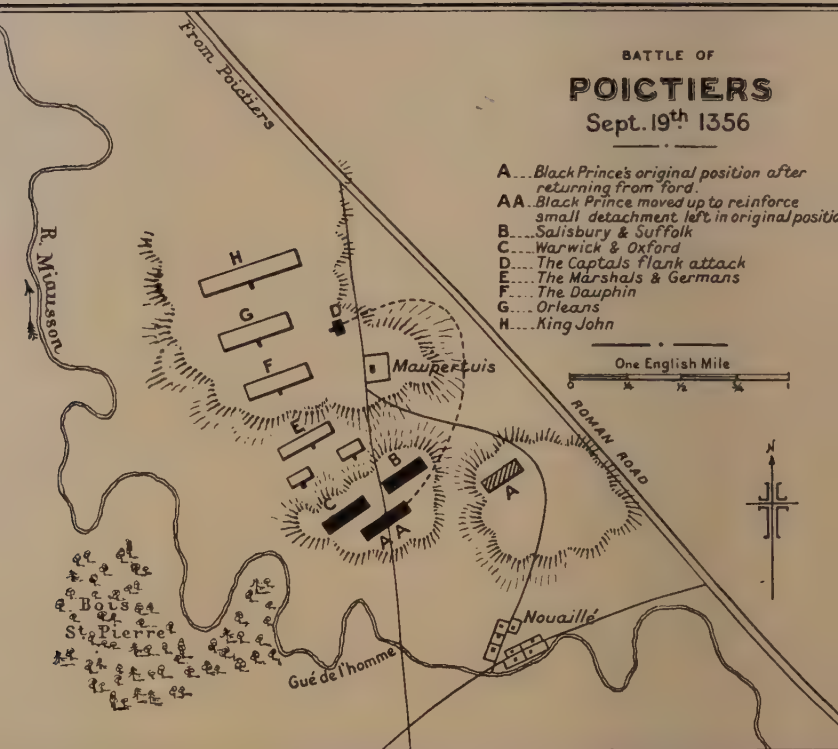 BATTLE OF
POICTIERS
Sept. 19th 1356
A....Black Prince's original position after
returning from ford.
AA...Black Prince moved up to reinforce
small detachment left in original positio
B.....Salisbury & Suffolk
C.....Warwick & Oxford
D.....The Captals flank attack
E.....The Marshals & Germans
F.....The Dauphin
G.....Orleans
H.....King John
One English Mile
0 ¼ ½ ¾ 1
From Poictiers
R. Miausson
H
G
D
F
Maupertuis
ROMAN ROAD
E
B
A
C
AA
N
Bois
St. Pierre
Nouaillé
Gué de l'homme